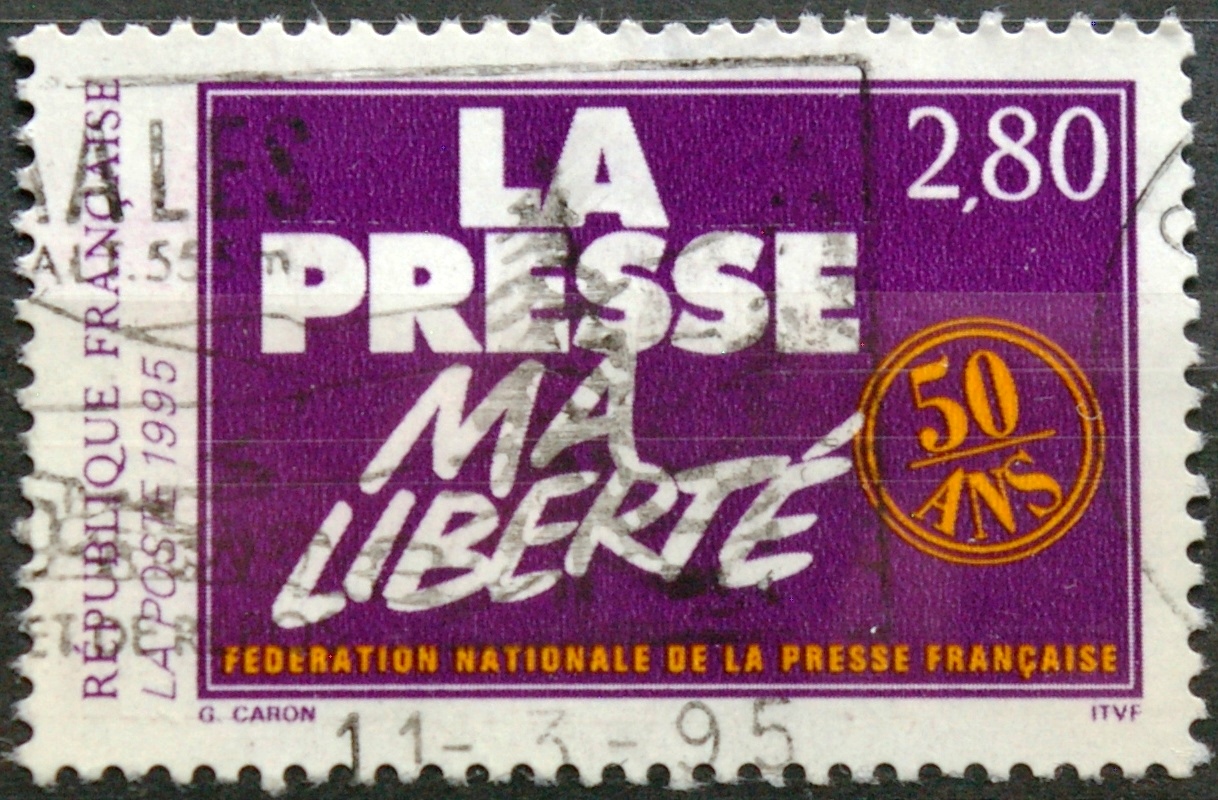 RÉPUBLIQUE FRANÇAISE
LA POSTE 1995
2,80
LA
PRESSE
MA
LIBERTÉ
50
ANS
FEDERATION NATIONALE DE LA PRESSE FRANÇAISE
G. CARON
ITVF
11-3-95